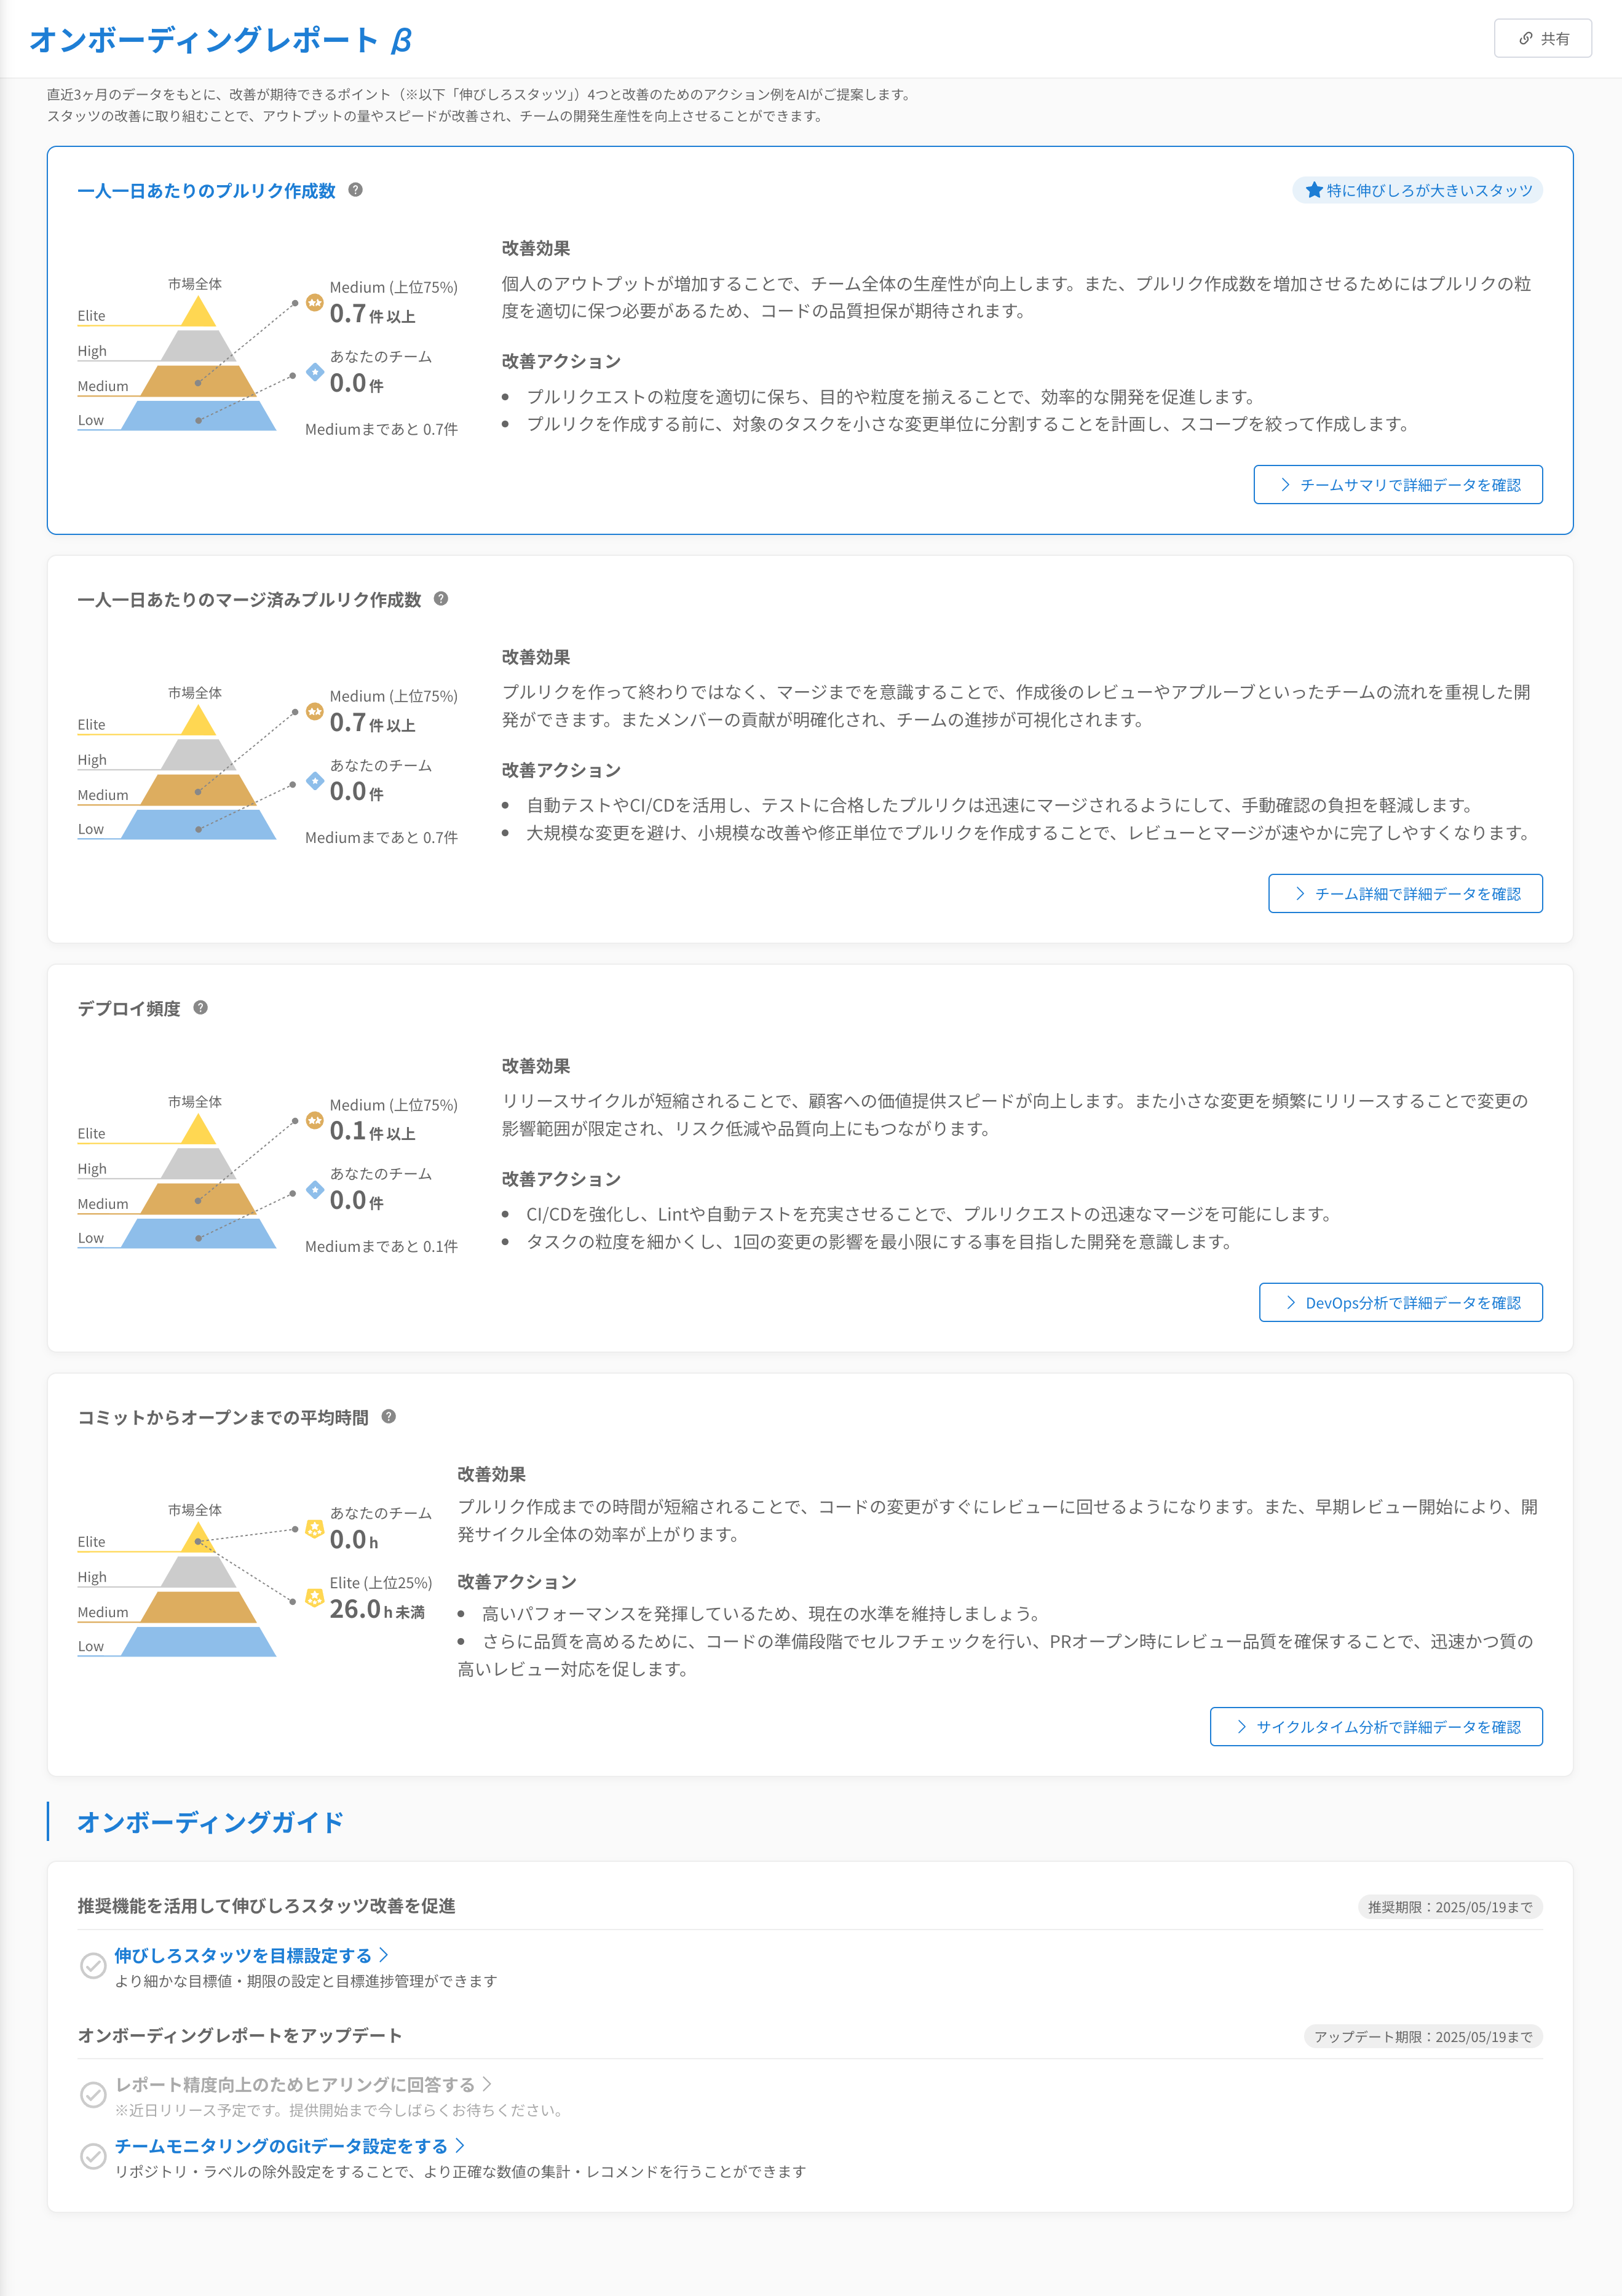 オンボーディングレポート β
共有
直近3ヶ月のデータをもとに、改善が期待できるポイント（※以下「伸びしろスタッツ」）4つと改善のためのアクション例をAIがご提案します。
スタッツの改善に取り組むことで、アウトプットの量やスピードが改善され、チームの開発生産性を向上させることができます。
一人一日あたりのプルリク作成数
特に伸びしろが大きいスタッツ
市場全体
Elite
High
Medium
Low
Medium (上位75%)
0.7 件 以上
あなたのチーム
0.0 件
Mediumまであと 0.7件
改善効果
個人のアウトプットが増加することで、チーム全体の生産性が向上します。また、プルリク作成数を増加させるためにはプルリクの粒
度を適切に保つ必要があるため、コードの品質担保が期待されます。
改善アクション
• プルリクエストの粒度を適切に保ち、目的や粒度を揃えることで、効率的な開発を促進します。
• プルリクを作成する前に、対象のタスクを小さな変更単位に分割することを計画し、スコープを絞って作成します。
チームサマリで詳細データを確認
一人一日あたりのマージ済みプルリク作成数
市場全体
Elite
High
Medium
Low
Medium (上位75%)
0.7 件 以上
あなたのチーム
0.0 件
Mediumまであと 0.7件
改善効果
プルリクを作って終わりではなく、マージまでを意識することで、作成後のレビューやアプルーブといったチームの流れを重視した開
発ができます。またメンバーの貢献が明確化され、チームの進捗が可視化されます。
改善アクション
• 自動テストやCI/CDを活用し、テストに合格したプルリクは迅速にマージされるようにして、手動確認の負担を軽減します。
• 大規模な変更を避け、小規模な改善や修正単位でプルリクを作成することで、レビューとマージが速やかに完了しやすくなります。
チーム詳細で詳細データを確認
デプロイ頻度
市場全体
Elite
High
Medium
Low
Medium (上位75%)
0.1 件 以上
あなたのチーム
0.0 件
Mediumまであと 0.1件
改善効果
リリースサイクルが短縮されることで、顧客への価値提供スピードが向上します。また小さな変更を頻繁にリリースすることで変更の
影響範囲が限定され、リスク低減や品質向上にもつながります。
改善アクション
• CI/CDを強化し、Lintや自動テストを充実させることで、プルリクエストの迅速なマージを可能にします。
• タスクの粒度を細かくし、1回の変更の影響を最小限にする事を目指した開発を意識します。
DevOps分析で詳細データを確認
コミットからオープンまでの平均時間
市場全体
Elite
High
Medium
Low
あなたのチーム
0.0 h
Elite (上位25%)
26.0 h 未満
改善効果
プルリク作成までの時間が短縮されることで、コードの変更がすぐにレビューに回せるようになります。また、早期レビュー開始により、開
発サイクル全体の効率が上がります。
改善アクション
• 高いパフォーマンスを発揮しているため、現在の水準を維持しましょう。
• さらに品質を高めるために、コードの準備段階でセルフチェックを行い、PRオープン時にレビュー品質を確保することで、迅速かつ質の
高いレビュー対応を促します。
サイクルタイム分析で詳細データを確認
オンボーディングガイド
推奨機能を活用して伸びしろスタッツ改善を促進
推奨期限：2025/05/19まで
伸びしろスタッツを目標設定する
より細かな目標値・期限の設定と目標進捗管理ができます
オンボーディングレポートをアップデート
アップデート期限：2025/05/19まで
レポート精度向上のためヒアリングに回答する
※近日リリース予定です。提供開始まで今しばらくお待ちください。
チームモニタリングのGitデータ設定をする
リポジトリ・ラベルの除外設定をすることで、より正確な数値の集計・レコメンドを行うことができます